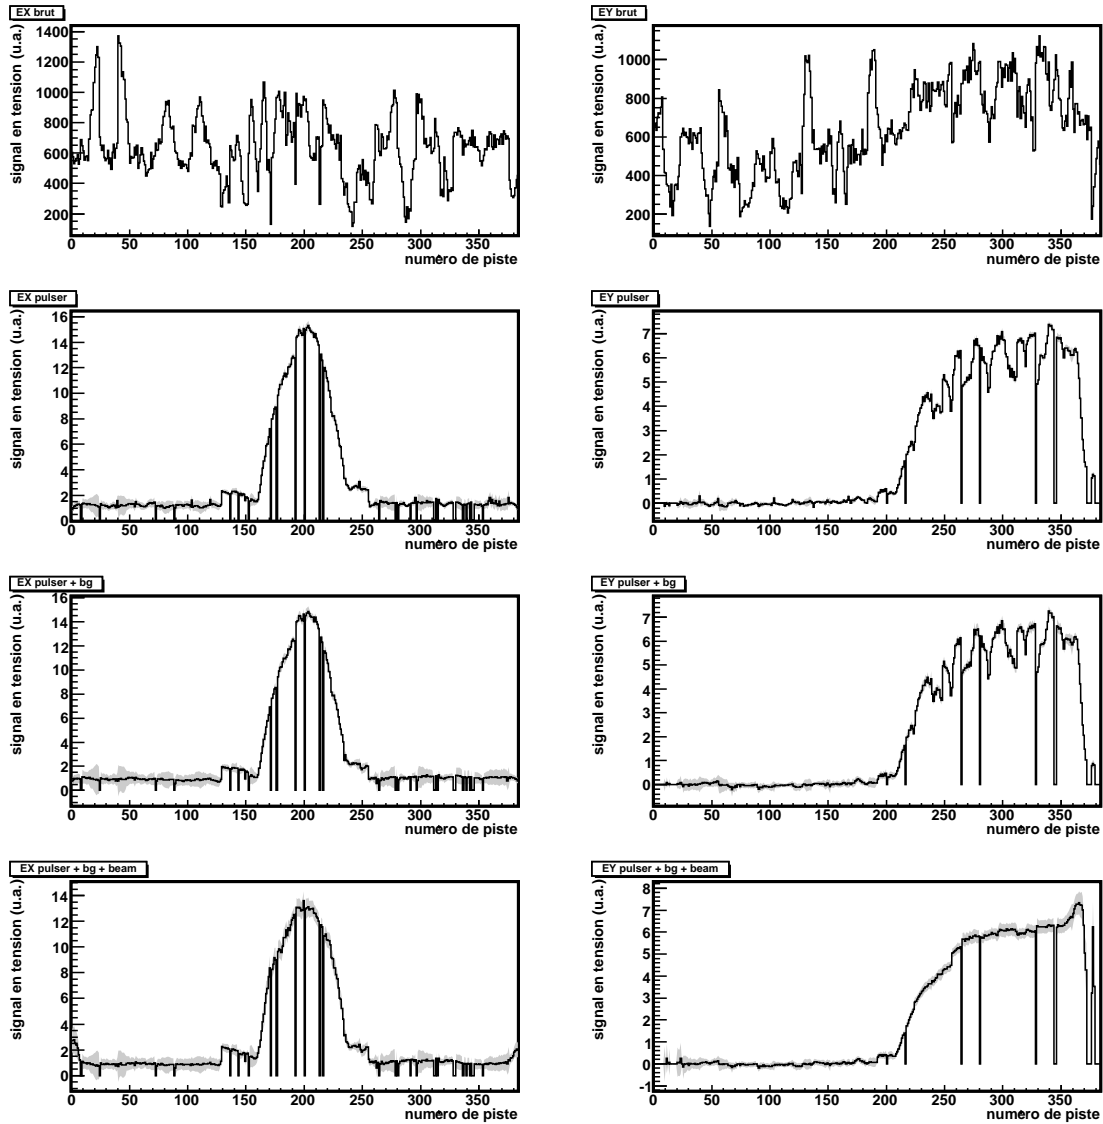 EX brut
signal en tension (u.a.)
1400
1200
1000
800
600
400
200
0 50 100 150 200 250 300 350
numéro de piste
EY brut
signal en tension (u.a.)
1000
800
600
400
200
0 50 100 150 200 250 300 350
numéro de piste
EX pulser
signal en tension (u.a.)
16
14
12
10
8
6
4
2
0
0 50 100 150 200 250 300 350
numéro de piste
EY pulser
signal en tension (u.a.)
7
6
5
4
3
2
1
0
0 50 100 150 200 250 300 350
numéro de piste
EX pulser + bg
signal en tension (u.a.)
16
14
12
10
8
6
4
2
0
0 50 100 150 200 250 300 350
numéro de piste
EY pulser + bg
signal en tension (u.a.)
7
6
5
4
3
2
1
0
0 50 100 150 200 250 300 350
numéro de piste
EX pulser + bg + beam
signal en tension (u.a.)
14
12
10
8
6
4
2
0
0 50 100 150 200 250 300 350
numéro de piste
EY pulser + bg + beam
signal en tension (u.a.)
8
7
6
5
4
3
2
1
0
-1
0 50 100 150 200 250 300 350
numéro de piste